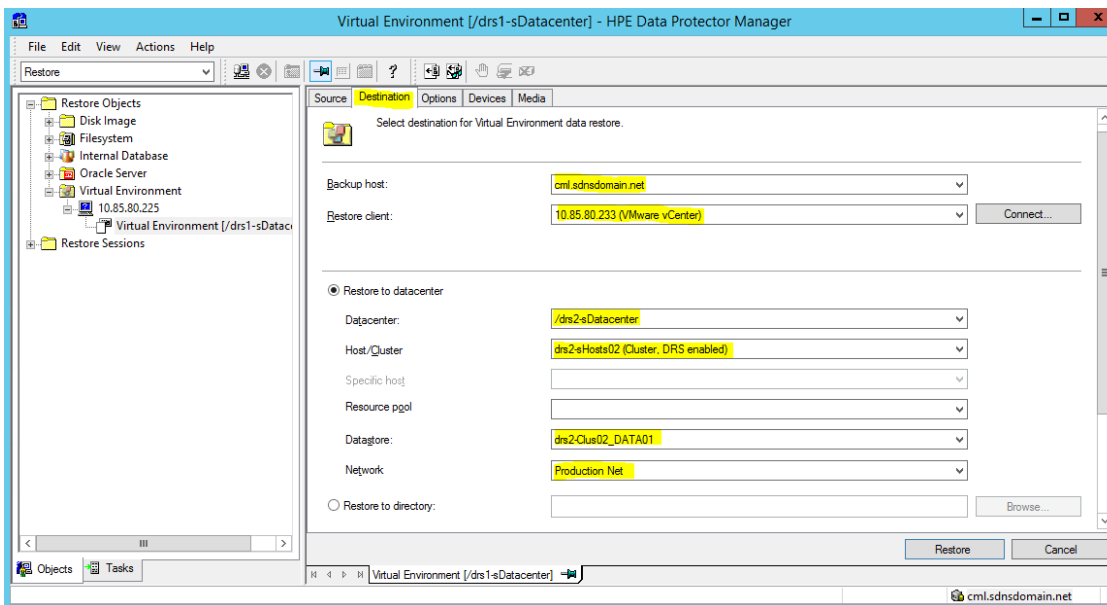 Virtual Environment [/drs1-sDatacenter] - HPE Data Protector Manager
File Edit View Actions Help
Restore
Restore Objects
Disk Image
Filesystem
Internal Database
Oracle Server
Virtual Environment
10.85.80.225
Virtual Environment [/drs1-sDatac
Restore Sessions
Objects Tasks
Source Destination Options Devices Media
Select destination for Virtual Environment data restore.
Backup host: cml.sdnsdomain.net
Restore client: 10.85.80.233 (VMware vCenter) Connect...
Restore to datacenter
Datacenter: /drs2-sDatacenter
Host/Cluster drs2-sHosts02 (Cluster, DRS enabled)
Specific host
Resource pool
Datastore: drs2-Clus02_DATA01
Network Production Net
Restore to directory: Browse...
Restore Cancel
Virtual Environment [/drs1-sDatacenter]
cml.sdnsdomain.net